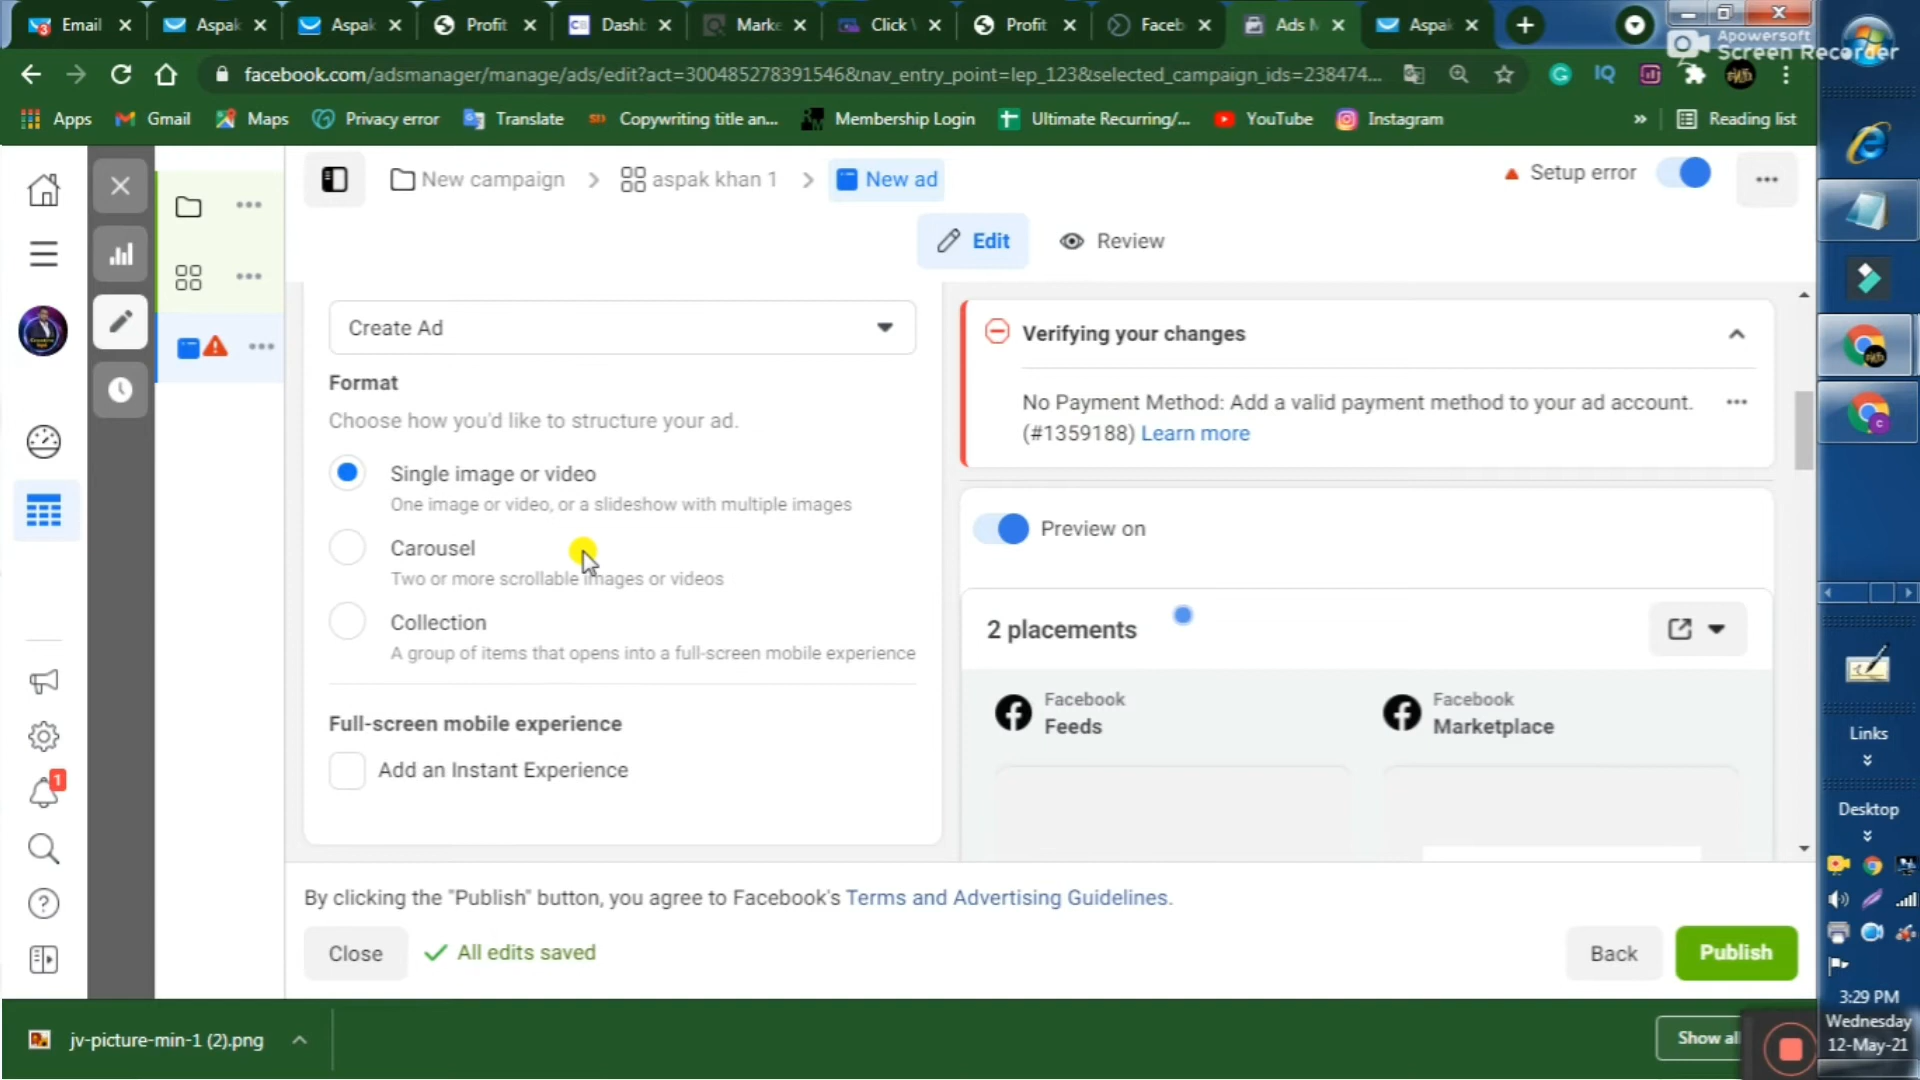 Email
Aspak
Aspak
Profit
Dashb
Marke
Click
Profit
Faceb
Ads M
Aspak
Apowersoft
Screen Recorder
facebook.com/adsmanager/manage/ads/edit?act=300485278391546&nav_entry_point=lep_123&selected_campaign_ids=238474...
Apps
Gmail
Maps
Privacy error
Translate
Copywriting title an...
Membership Login
Ultimate Recurring/...
YouTube
Instagram
»
Reading list
New campaign
aspak khan 1
New ad
Setup error
Edit
Review
Create Ad
Format
Choose how you'd like to structure your ad.
Single image or video
One image or video, or a slideshow with multiple images
Carousel
Two or more scrollable images or videos
Collection
A group of items that opens into a full-screen mobile experience
Full-screen mobile experience
Add an Instant Experience
Verifying your changes
No Payment Method: Add a valid payment method to your ad account.
(#1359188) Learn more
Preview on
2 placements
Facebook
Feeds
Facebook
Marketplace
By clicking the "Publish" button, you agree to Facebook's Terms and Advertising Guidelines.
Close
All edits saved
Back
Publish
1
jv-picture-min-1 (2).png
Show all
Links
Desktop
3:29 PM
Wednesday
12-May-21